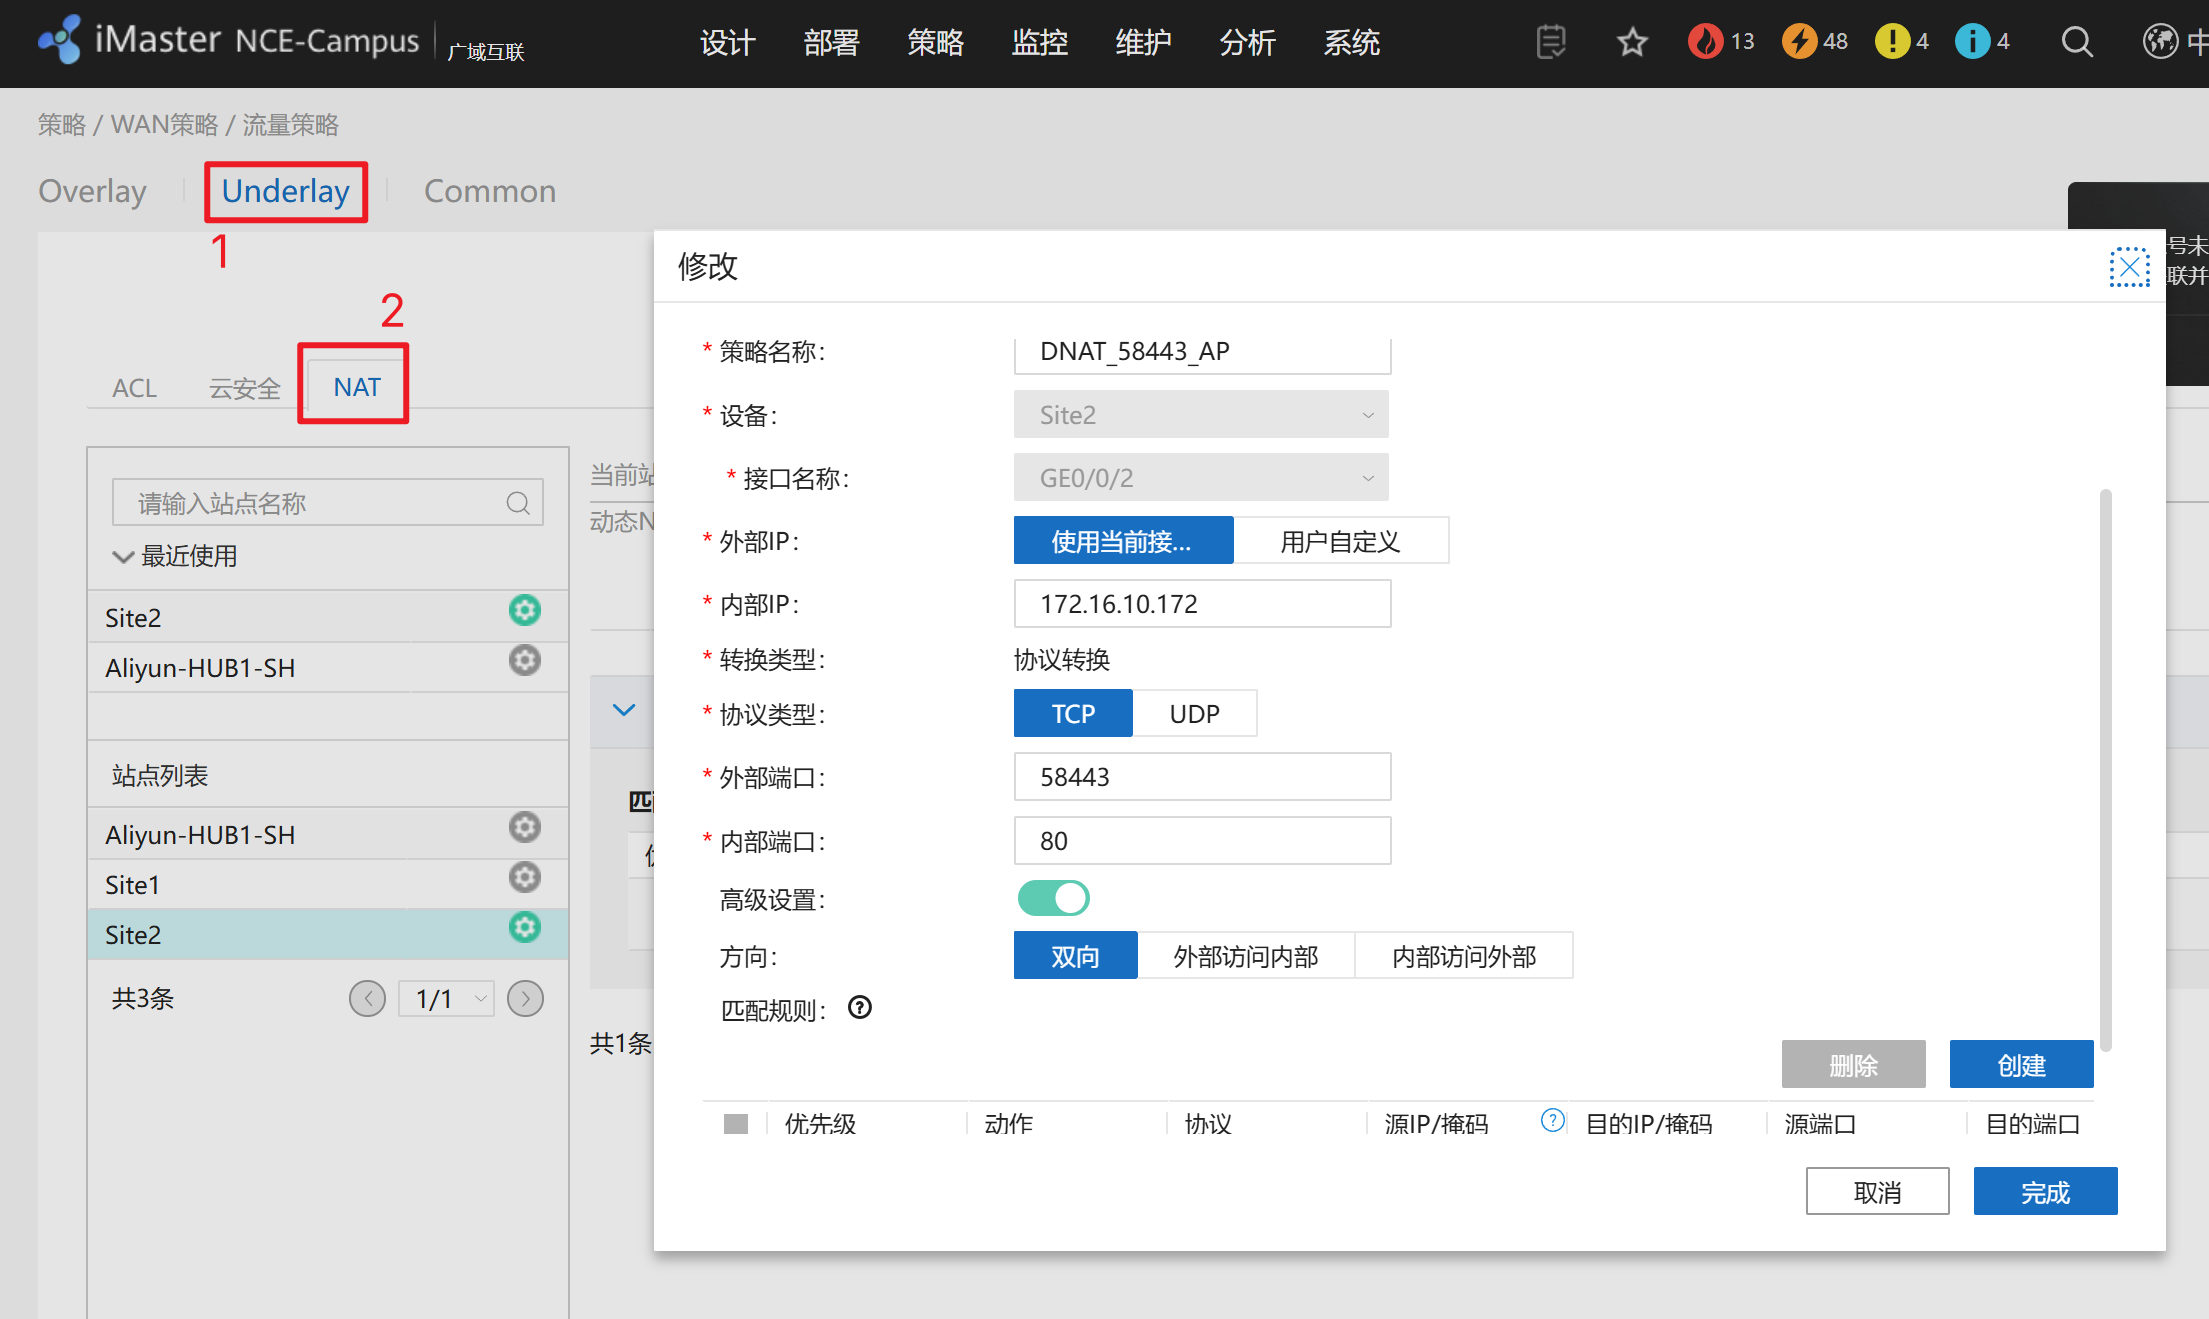 iMaster NCE-Campus 广域互联 设计 部署 策略 监控 维护 分析 系统 13 48 4 4 中
策略 / WAN策略 / 流量策略
Overlay Underlay Common
1
号未
联并
修改
2
* 策略名称: DNAT_58443_AP
ACL 云安全 NAT
* 设备: Site2
当前站
* 接口名称: GE0/0/2
请输入站点名称
动态N
* 外部IP: 使用当前接... 用户自定义
最近使用
* 内部IP: 172.16.10.172
Site2
* 转换类型: 协议转换
Aliyun-HUB1-SH
* 协议类型: TCP UDP
站点列表
* 外部端口: 58443
Aliyun-HUB1-SH
* 内部端口: 80
Site1
高级设置:
Site2
方向: 双向 外部访问内部 内部访问外部
共3条 1/1
匹配规则: ?
共1条
删除 创建
优先级 动作 协议 源IP/掩码 ? 目的IP/掩码 源端口 目的端口
取消 完成